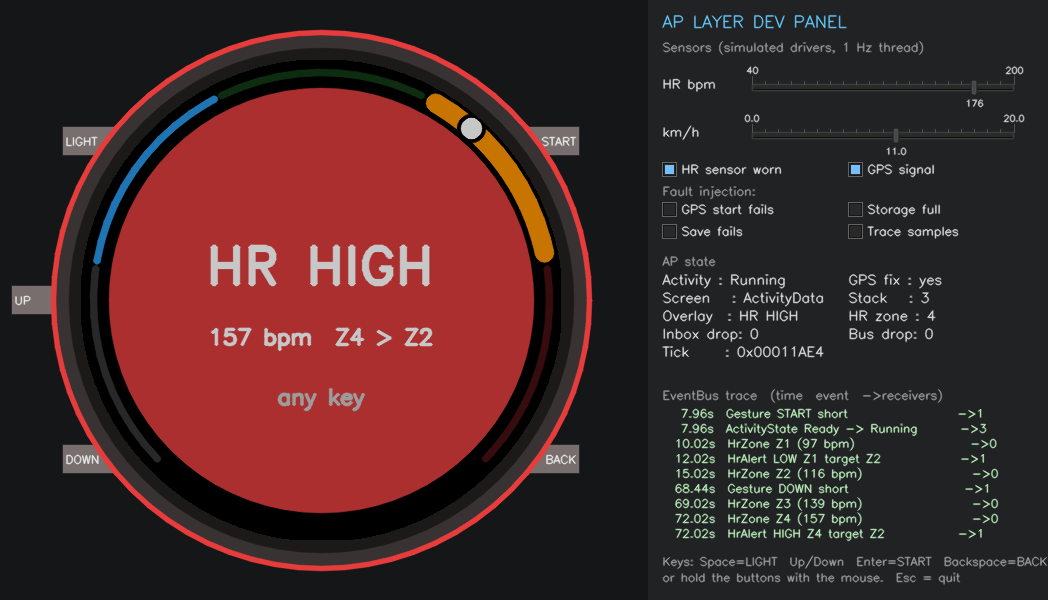 LIGHT
START
UP
HR HIGH
157 bpm Z4 > Z2
any key
DOWN
BACK
AP LAYER DEV PANEL
Sensors (simulated drivers, 1 Hz thread)
40 200
HR bpm
176
0.0 20.0
km/h
11.0
HR sensor worn GPS signal
Fault injection:
GPS start fails Storage full
Save fails Trace samples
AP state
Activity : Running GPS fix : yes
Screen : ActivityData Stack : 3
Overlay : HR HIGH HR zone : 4
Inbox drop: 0 Bus drop: 0
Tick : 0x00011AE4
EventBus trace (time event ->receivers)
7.96s Gesture START short ->1
7.96s ActivityState Ready -> Running ->3
10.02s HrZone Z1 (97 bpm) ->0
12.02s HrAlert LOW Z1 target Z2 ->1
15.02s HrZone Z2 (116 bpm) ->0
68.44s Gesture DOWN short ->1
69.02s HrZone Z3 (139 bpm) ->0
72.02s HrZone Z4 (157 bpm) ->0
72.02s HrAlert HIGH Z4 target Z2 ->1
Keys: Space=LIGHT Up/Down Enter=START Backspace=BACK
or hold the buttons with the mouse. Esc = quit